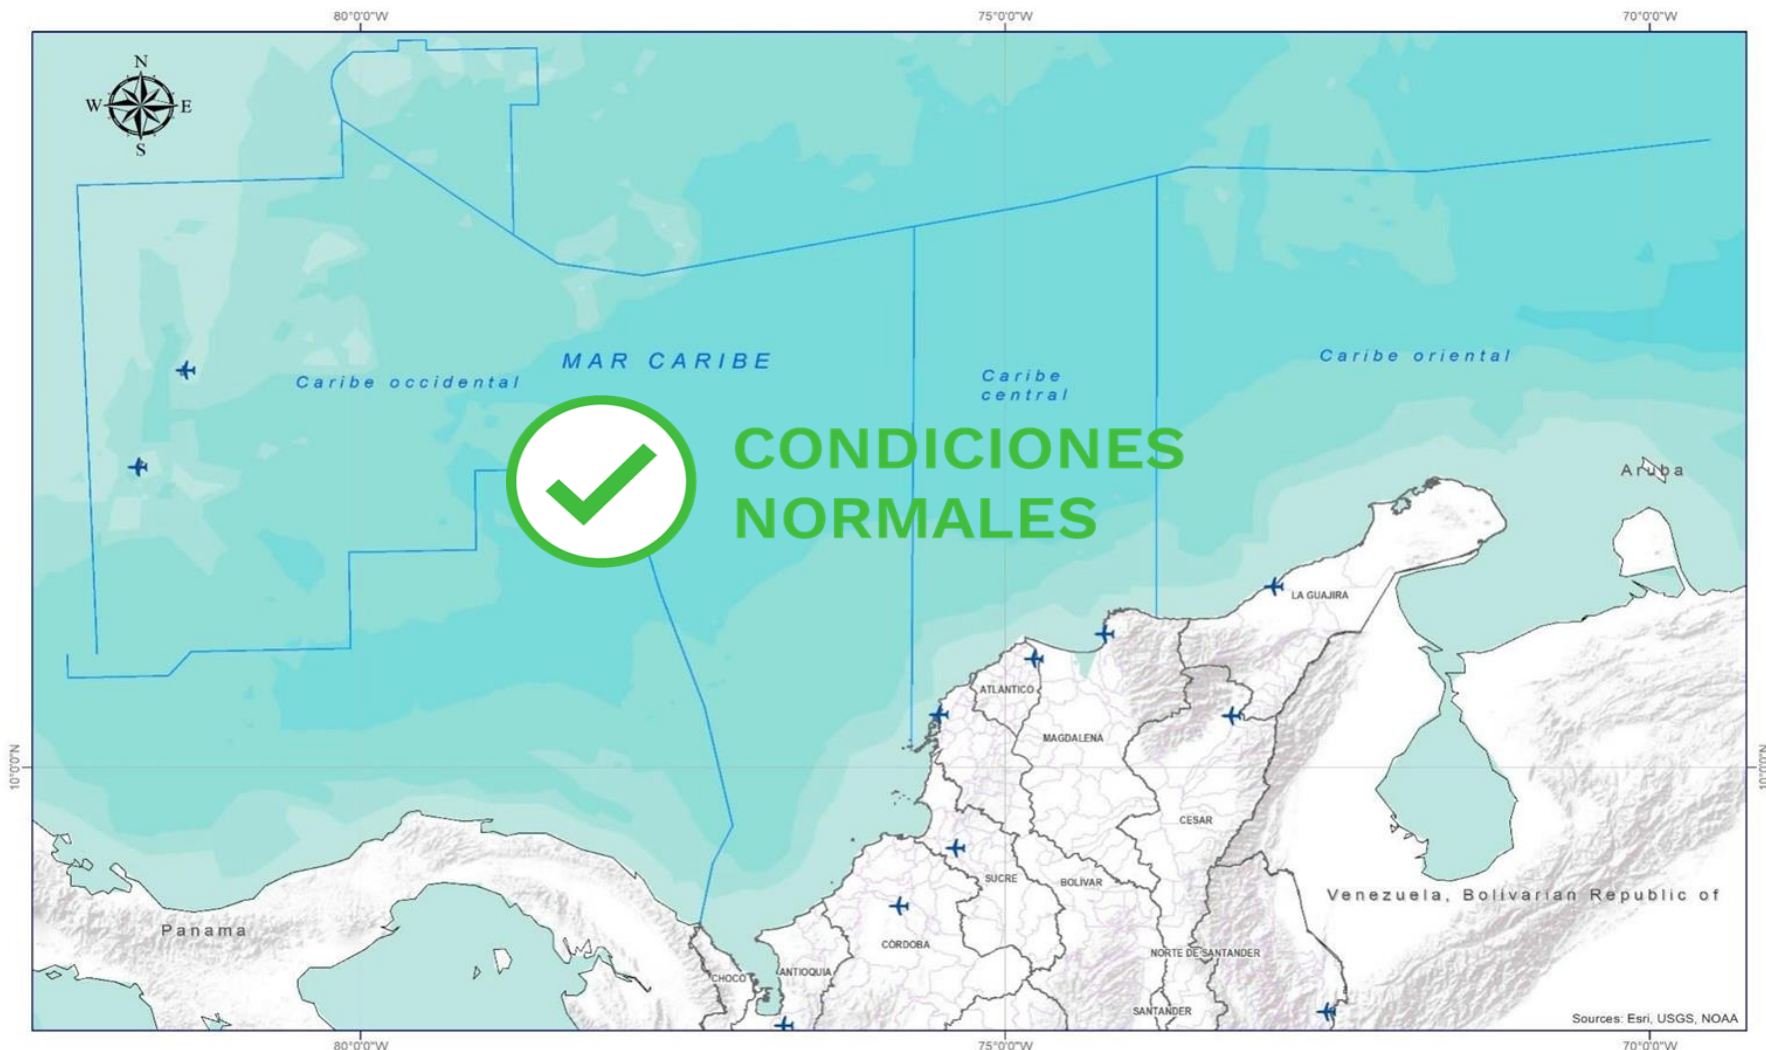 80°0'0"W
75°0'0"W
70°0'0"W
N
W
E
S
MAR CARIBE
Caribe occidental
Caribe
central
Caribe oriental
CONDICIONES
NORMALES
Aruba
LA GUAJIRA
ATLANTICO
MAGDALENA
10°0'0"N
10°0'0"N
CESAR
SUCRE
BOLÍVAR
Venezuela, Bolivarian Republic of
Panama
CÓRDOBA
NORTE DE SANTANDER
CHOCO
ANTIOQUIA
SANTANDER
Sources: Esri, USGS, NOAA
80°0'0"W
75°0'0"W
70°0'0"W